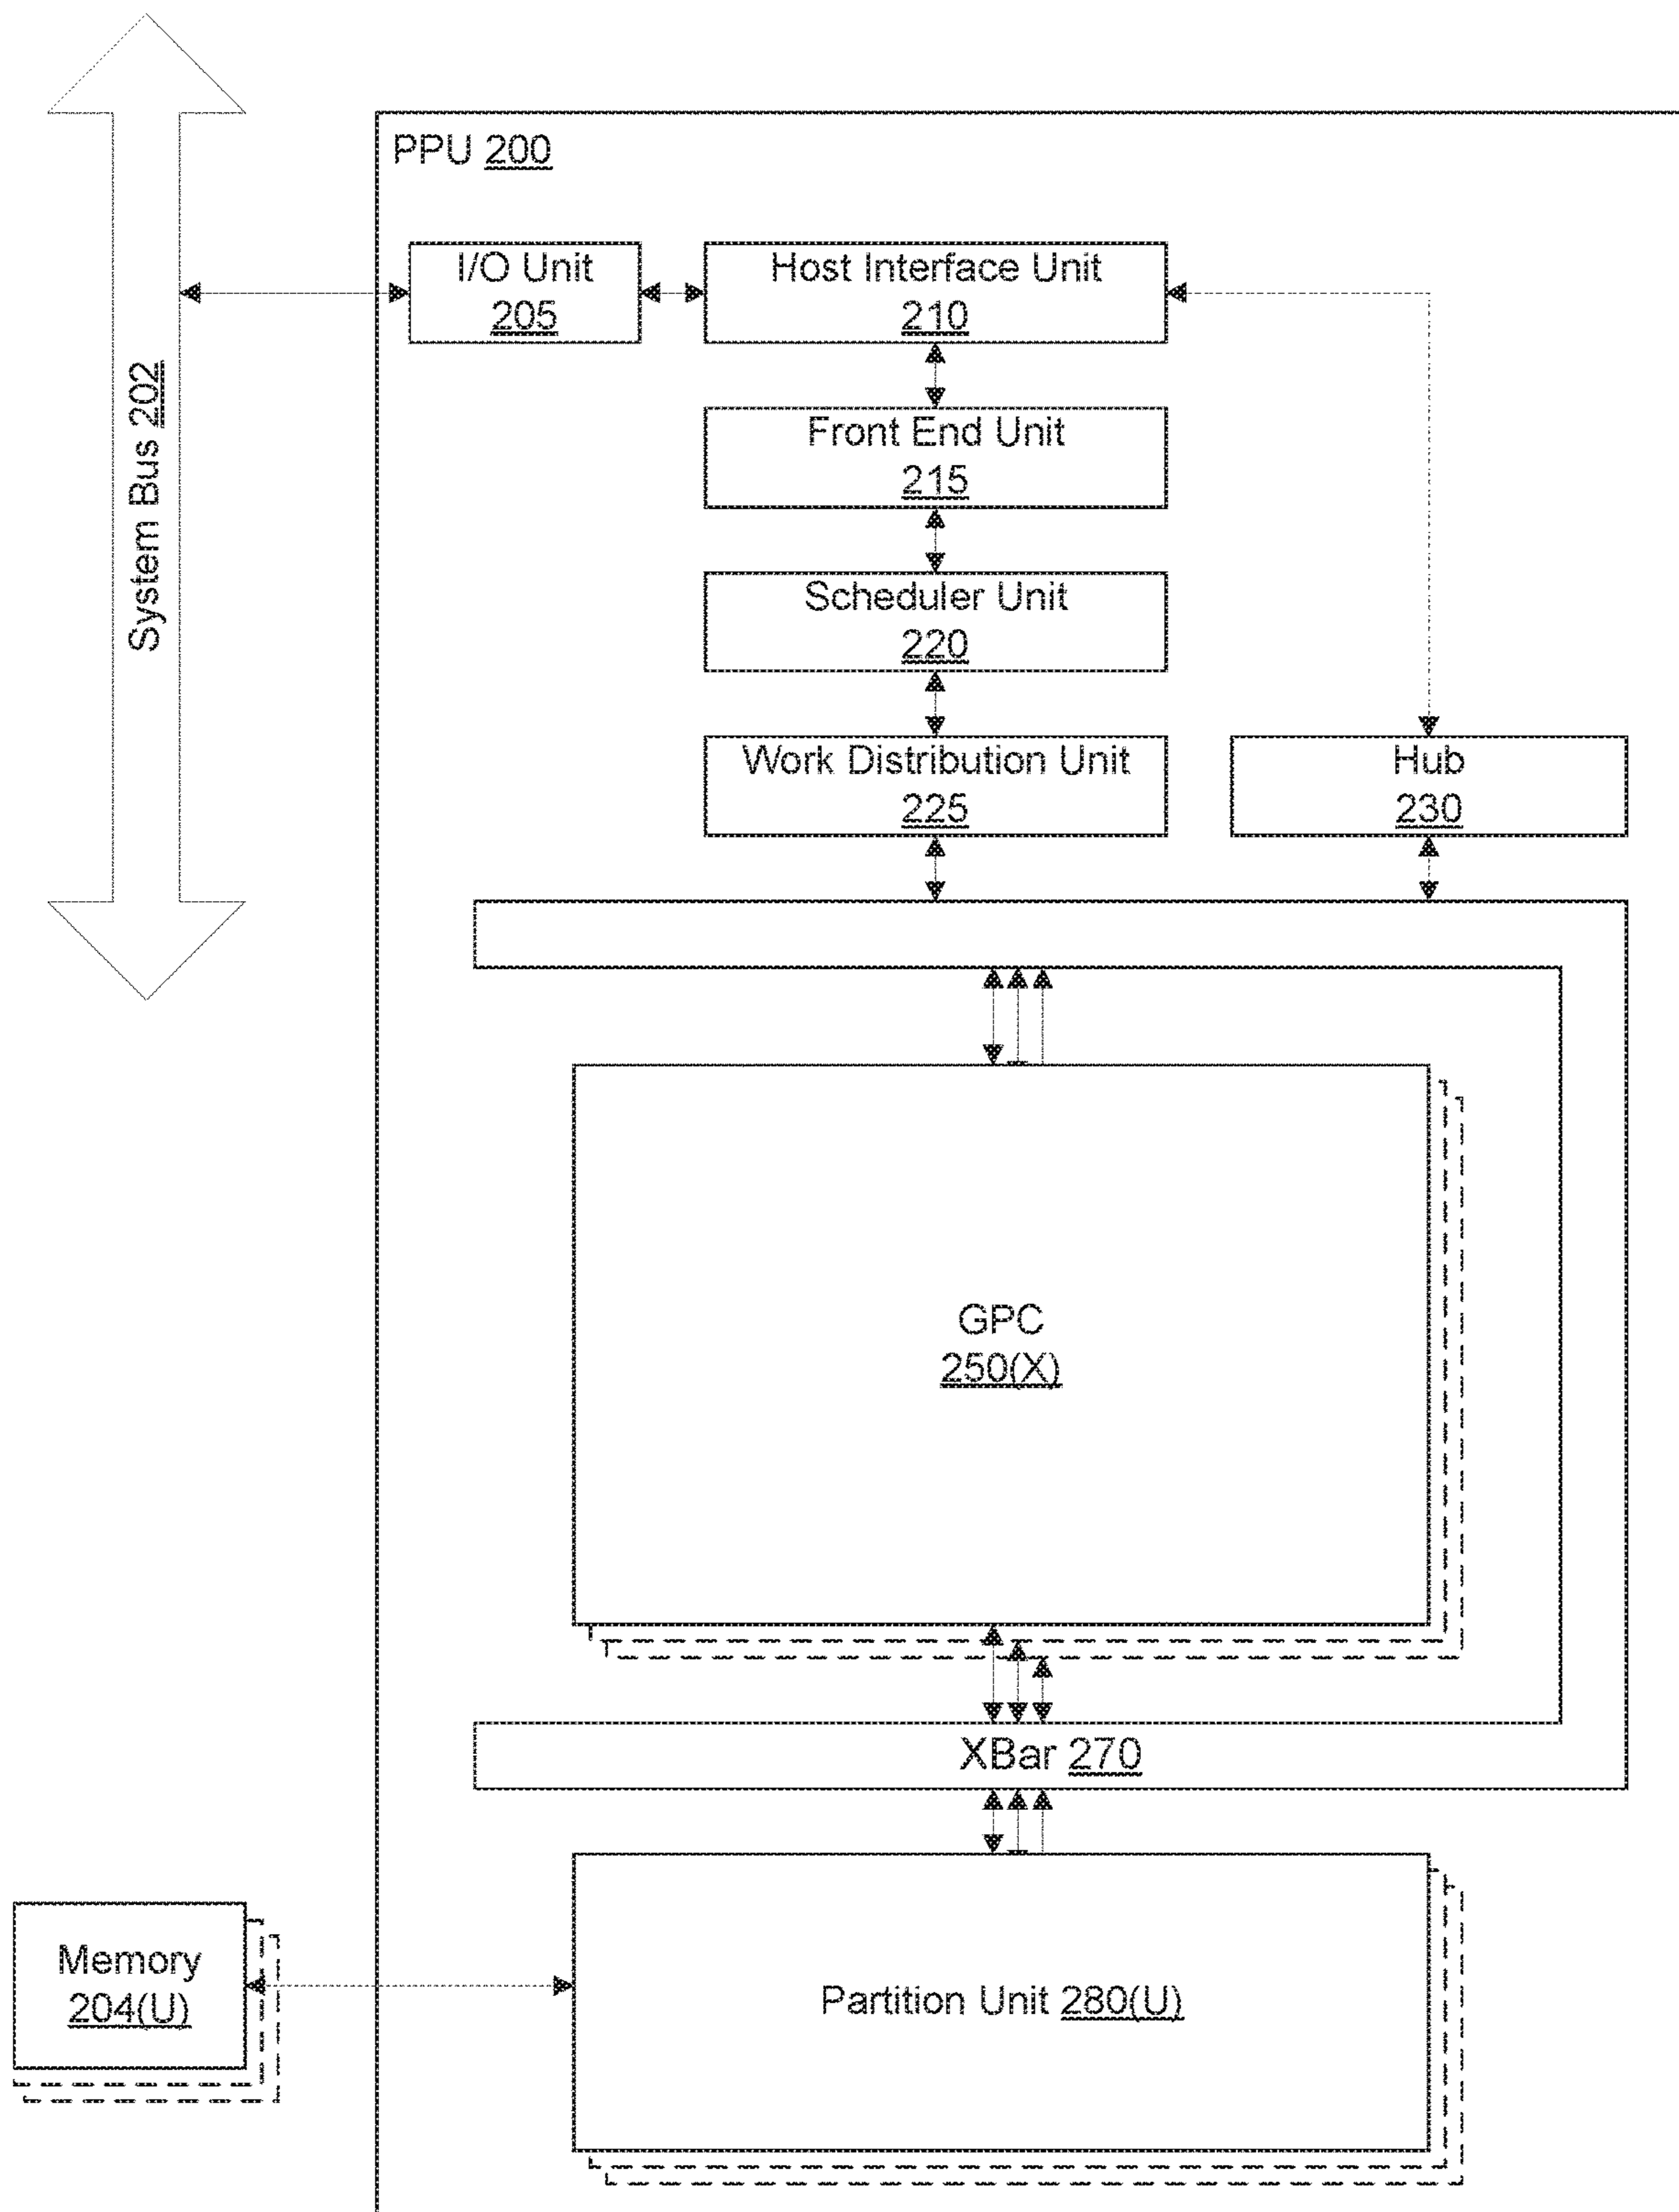 PPU 200
I/O Unit
205
Host Interface Unit
210
System Bus 202
Front End Unit
215
Scheduler Unit
220
Work Distribution Unit
225
Hub
230
GPC
250(X)
XBar 270
Memory
204(U)
Partition Unit 280(U)